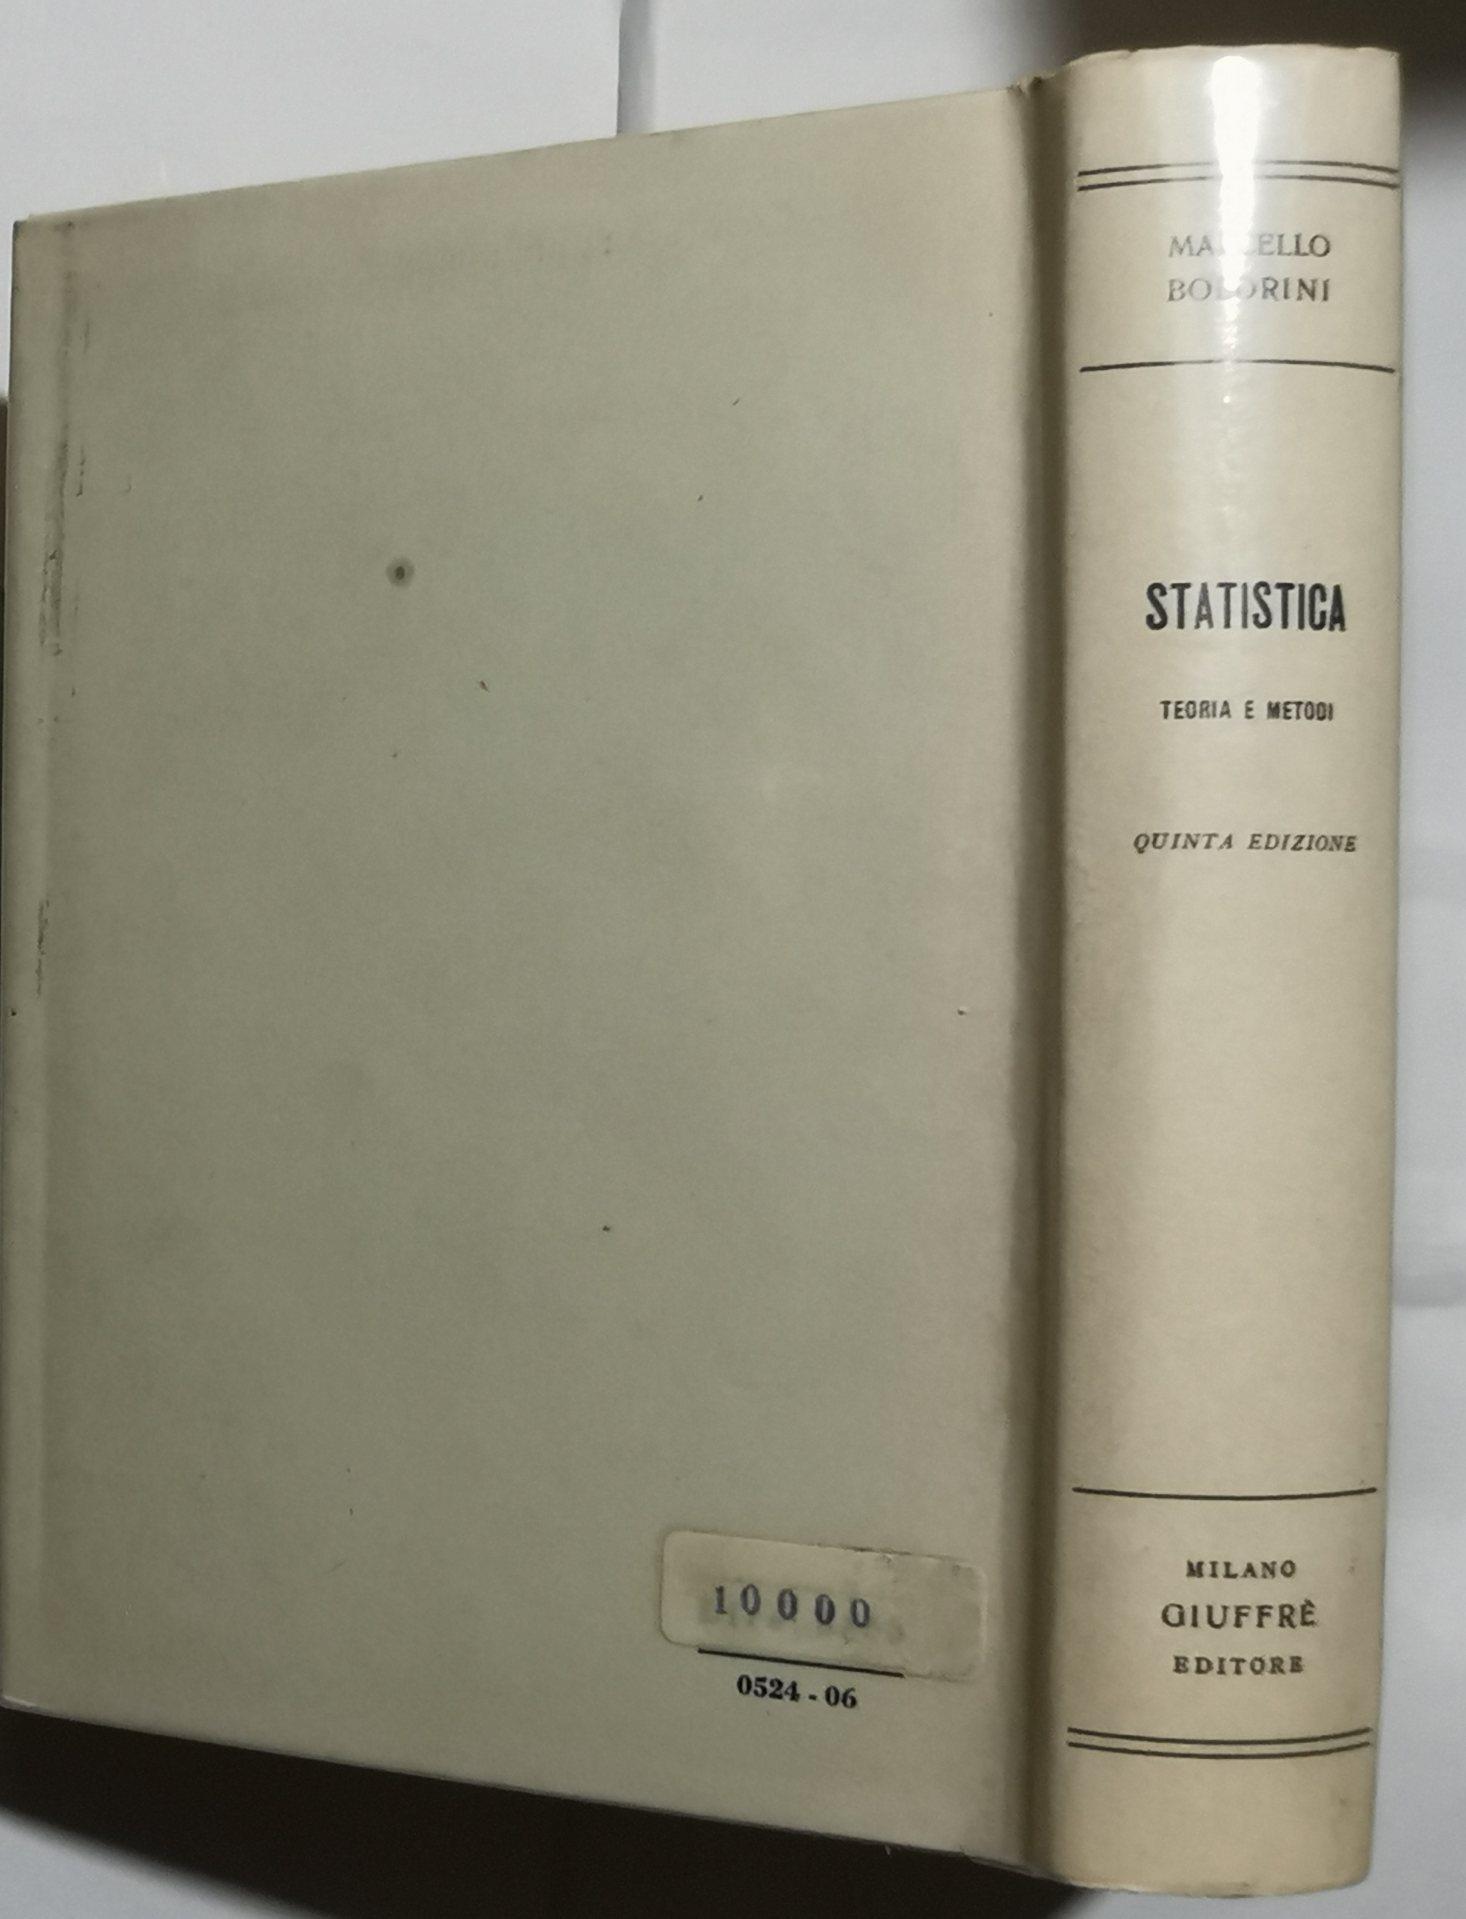 MARCELLO
BOLDRINI
STATISTICA
TEORIA E METODI
QUINTA EDIZIONE
MILANO
GIUFFRÈ
EDITORE
10000
0524-06